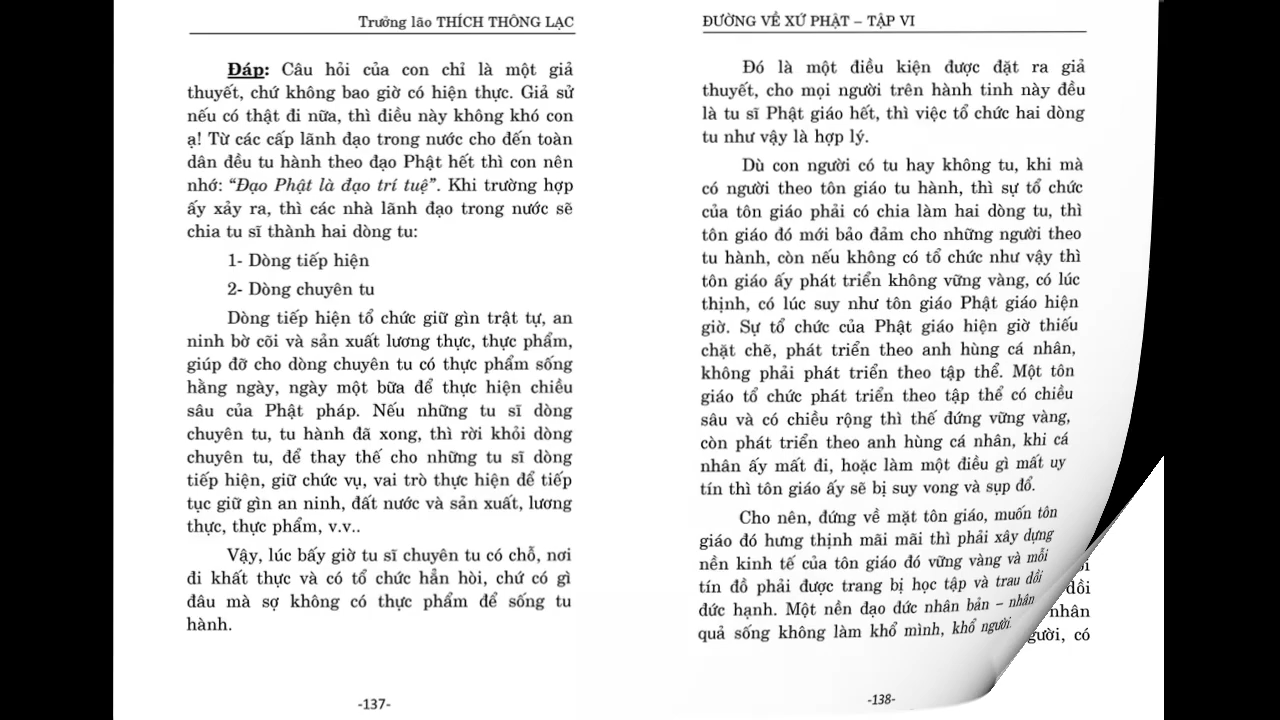 Trưởng lão THÍCH THÔNG LẠC
Đáp: Câu hỏi của con chỉ là một giả
thuyết, chứ không bao giờ có hiện thực. Giả sử
nếu có thật đi nữa, thì điều này không khó con
ạ! Từ các cấp lãnh đạo trong nước cho đến toàn
dân đều tu hành theo đạo Phật hết thì con nên
nhớ: “Đạo Phật là đạo trí tuệ”. Khi trường hợp
ấy xảy ra, thì các nhà lãnh đạo trong nước sẽ
chia tu sĩ thành hai dòng tu:
1- Dòng tiếp hiện
2- Dòng chuyên tu
Dòng tiếp hiện tổ chức giữ gìn trật tự, an
ninh bờ cõi và sản xuất lương thực, thực phẩm,
giúp đỡ cho dòng chuyên tu có thực phẩm sống
hằng ngày, ngày một bữa để thực hiện chiều
sâu của Phật pháp. Nếu những tu sĩ dòng
chuyên tu, tu hành đã xong, thì rời khỏi dòng
chuyên tu, để thay thế cho những tu sĩ dòng
tiếp hiện, giữ chức vụ, vai trò thực hiện để tiếp
tục giữ gìn an ninh, đất nước và sản xuất, lương
thực, thực phẩm, v.v..
Vậy, lúc bấy giờ tu sĩ chuyên tu có chỗ, nơi
đi khất thực và có tổ chức hẳn hòi, chứ có gì
đâu mà sợ không có thực phẩm để sống tu
hành.
-137-
ĐƯỜNG VỀ XỨ PHẬT – TẬP VI
Đó là một điều kiện được đặt ra giả
thuyết, cho mọi người trên hành tinh này đều
là tu sĩ Phật giáo hết, thì việc tổ chức hai dòng
tu như vậy là hợp lý.
Dù con người có tu hay không tu, khi mà
có người theo tôn giáo tu hành, thì sự tổ chức
của tôn giáo phải có chia làm hai dòng tu, thì
tôn giáo đó mới bảo đảm cho những người theo
tu hành, còn nếu không có tổ chức như vậy thì
tôn giáo ấy phát triển không vững vàng, có lúc
thịnh, có lúc suy như tôn giáo Phật giáo hiện
giờ. Sự tổ chức của Phật giáo hiện giờ thiếu
chặt chẽ, phát triển theo anh hùng cá nhân,
không phải phát triển theo tập thể. Một tôn
giáo tổ chức phát triển theo tập thể có chiều
sâu và có chiều rộng thì thế đứng vững vàng,
còn phát triển theo anh hùng cá nhân, khi cá
nhân ấy mất đi, hoặc làm một điều gì mất uy
tín thì tôn giáo ấy sẽ bị suy vong và sụp đổ.
Cho nên, đứng về mặt tôn giáo, muốn tôn
giáo đó hưng thịnh mãi mãi thì phải xây dựng
nền kinh tế của tôn giáo đó vững vàng và mỗi
tín đồ phải được trang bị học tập và trau dồi
đức hạnh. Một nền đạo đức nhân bản – nhân
quả sống không làm khổ mình, khổ người.
dồi
nhân
người, có
-138-